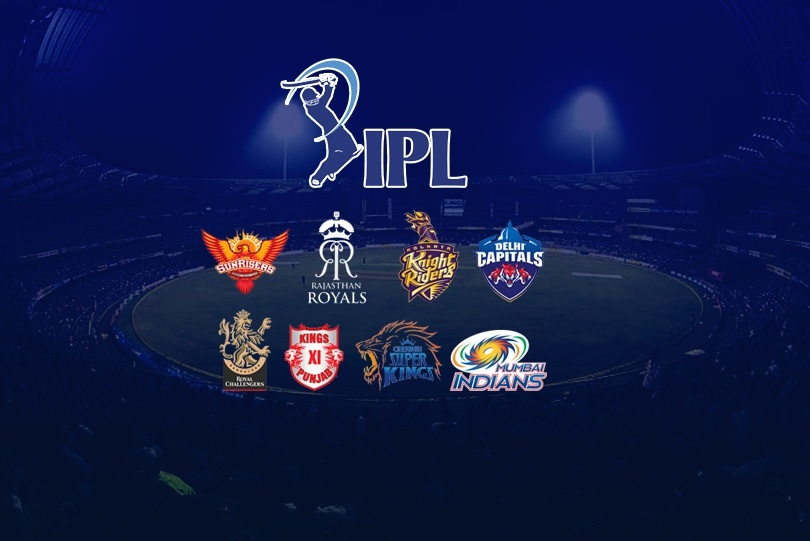 IPL
SUNRISERS
RAJASTHAN
ROYALS
KOLKATA
Knight
Riders
DELHI
CAPITALS
ROYAL
CHALLENGERS
KINGS
XI
PUNJAB
CHENNAI
SUPER
KINGS
MUMBAI
INDIANS